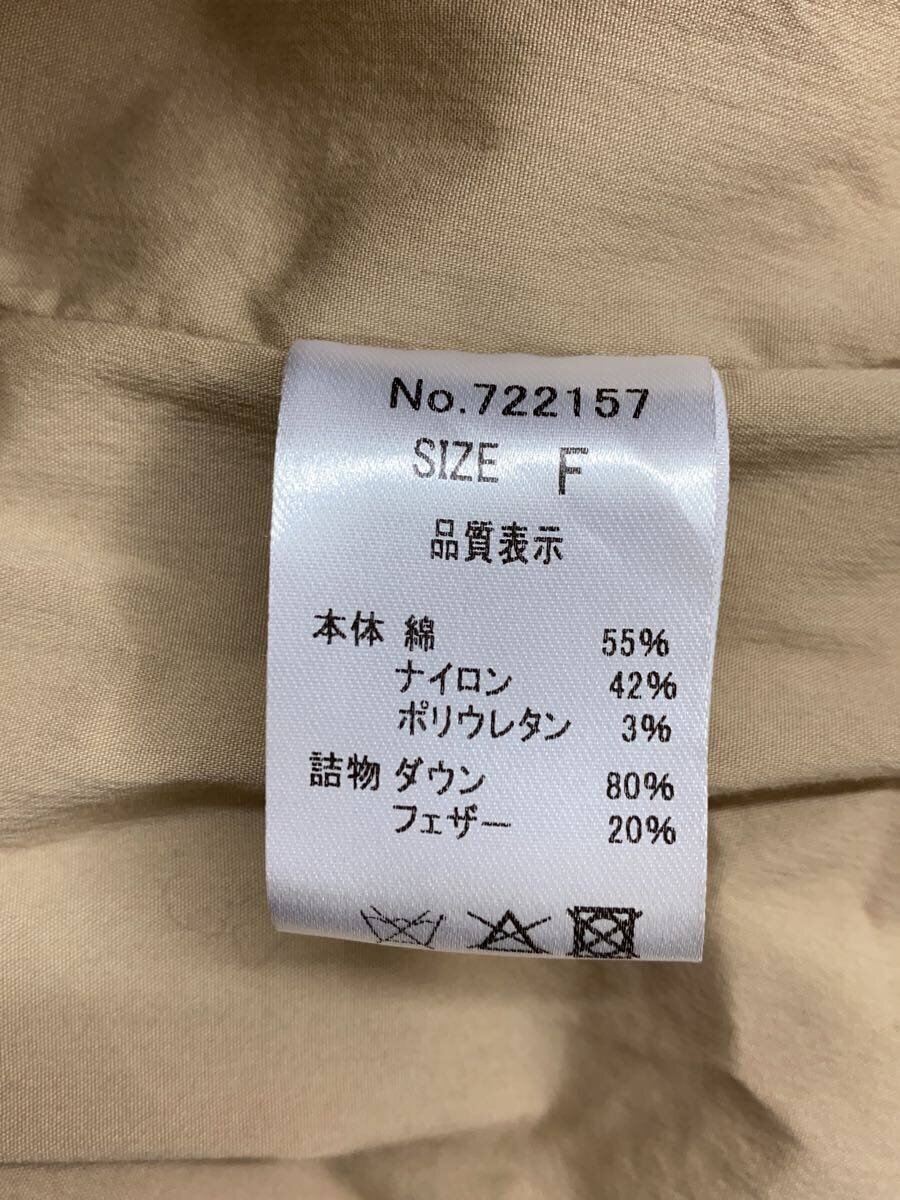 No.722157
SIZE F
品質表示
本体 綿 55%
ナイロン 42%
ポリウレタン 3%
詰物 ダウン 80%
フェザー 20%